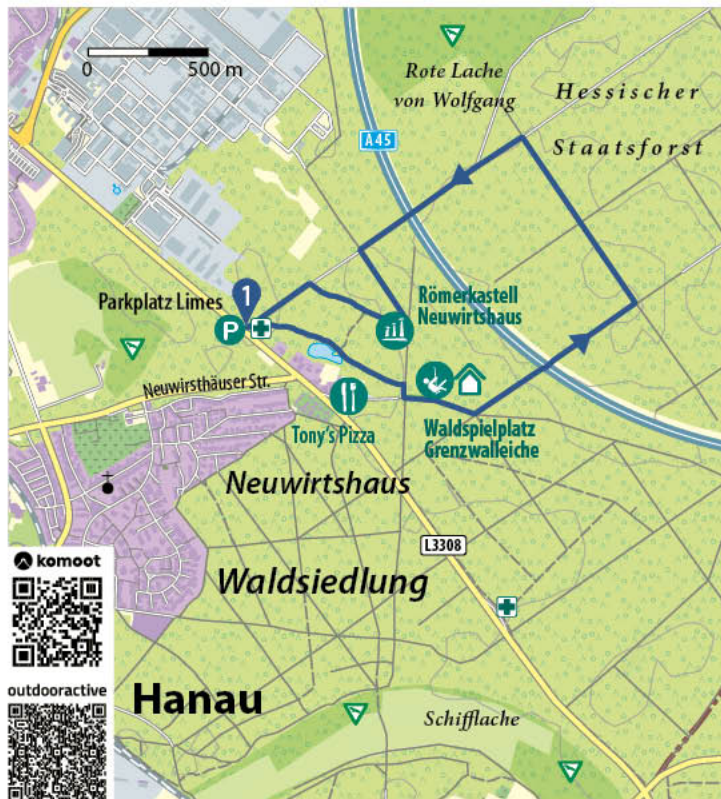 0 500 m
Rote Lache
von Wolfgang
Hessischer
Staatsforst
A45
Parkplatz Limes
1
P
Römerkastell
Neuwirtshaus
Neuwirsthäuser Str.
Tony's Pizza
Waldspielplatz
Grenzwalleiche
Neuwirtshaus
L3308
Waldsiedlung
komoot
outdooractive
Hanau
Schifflache